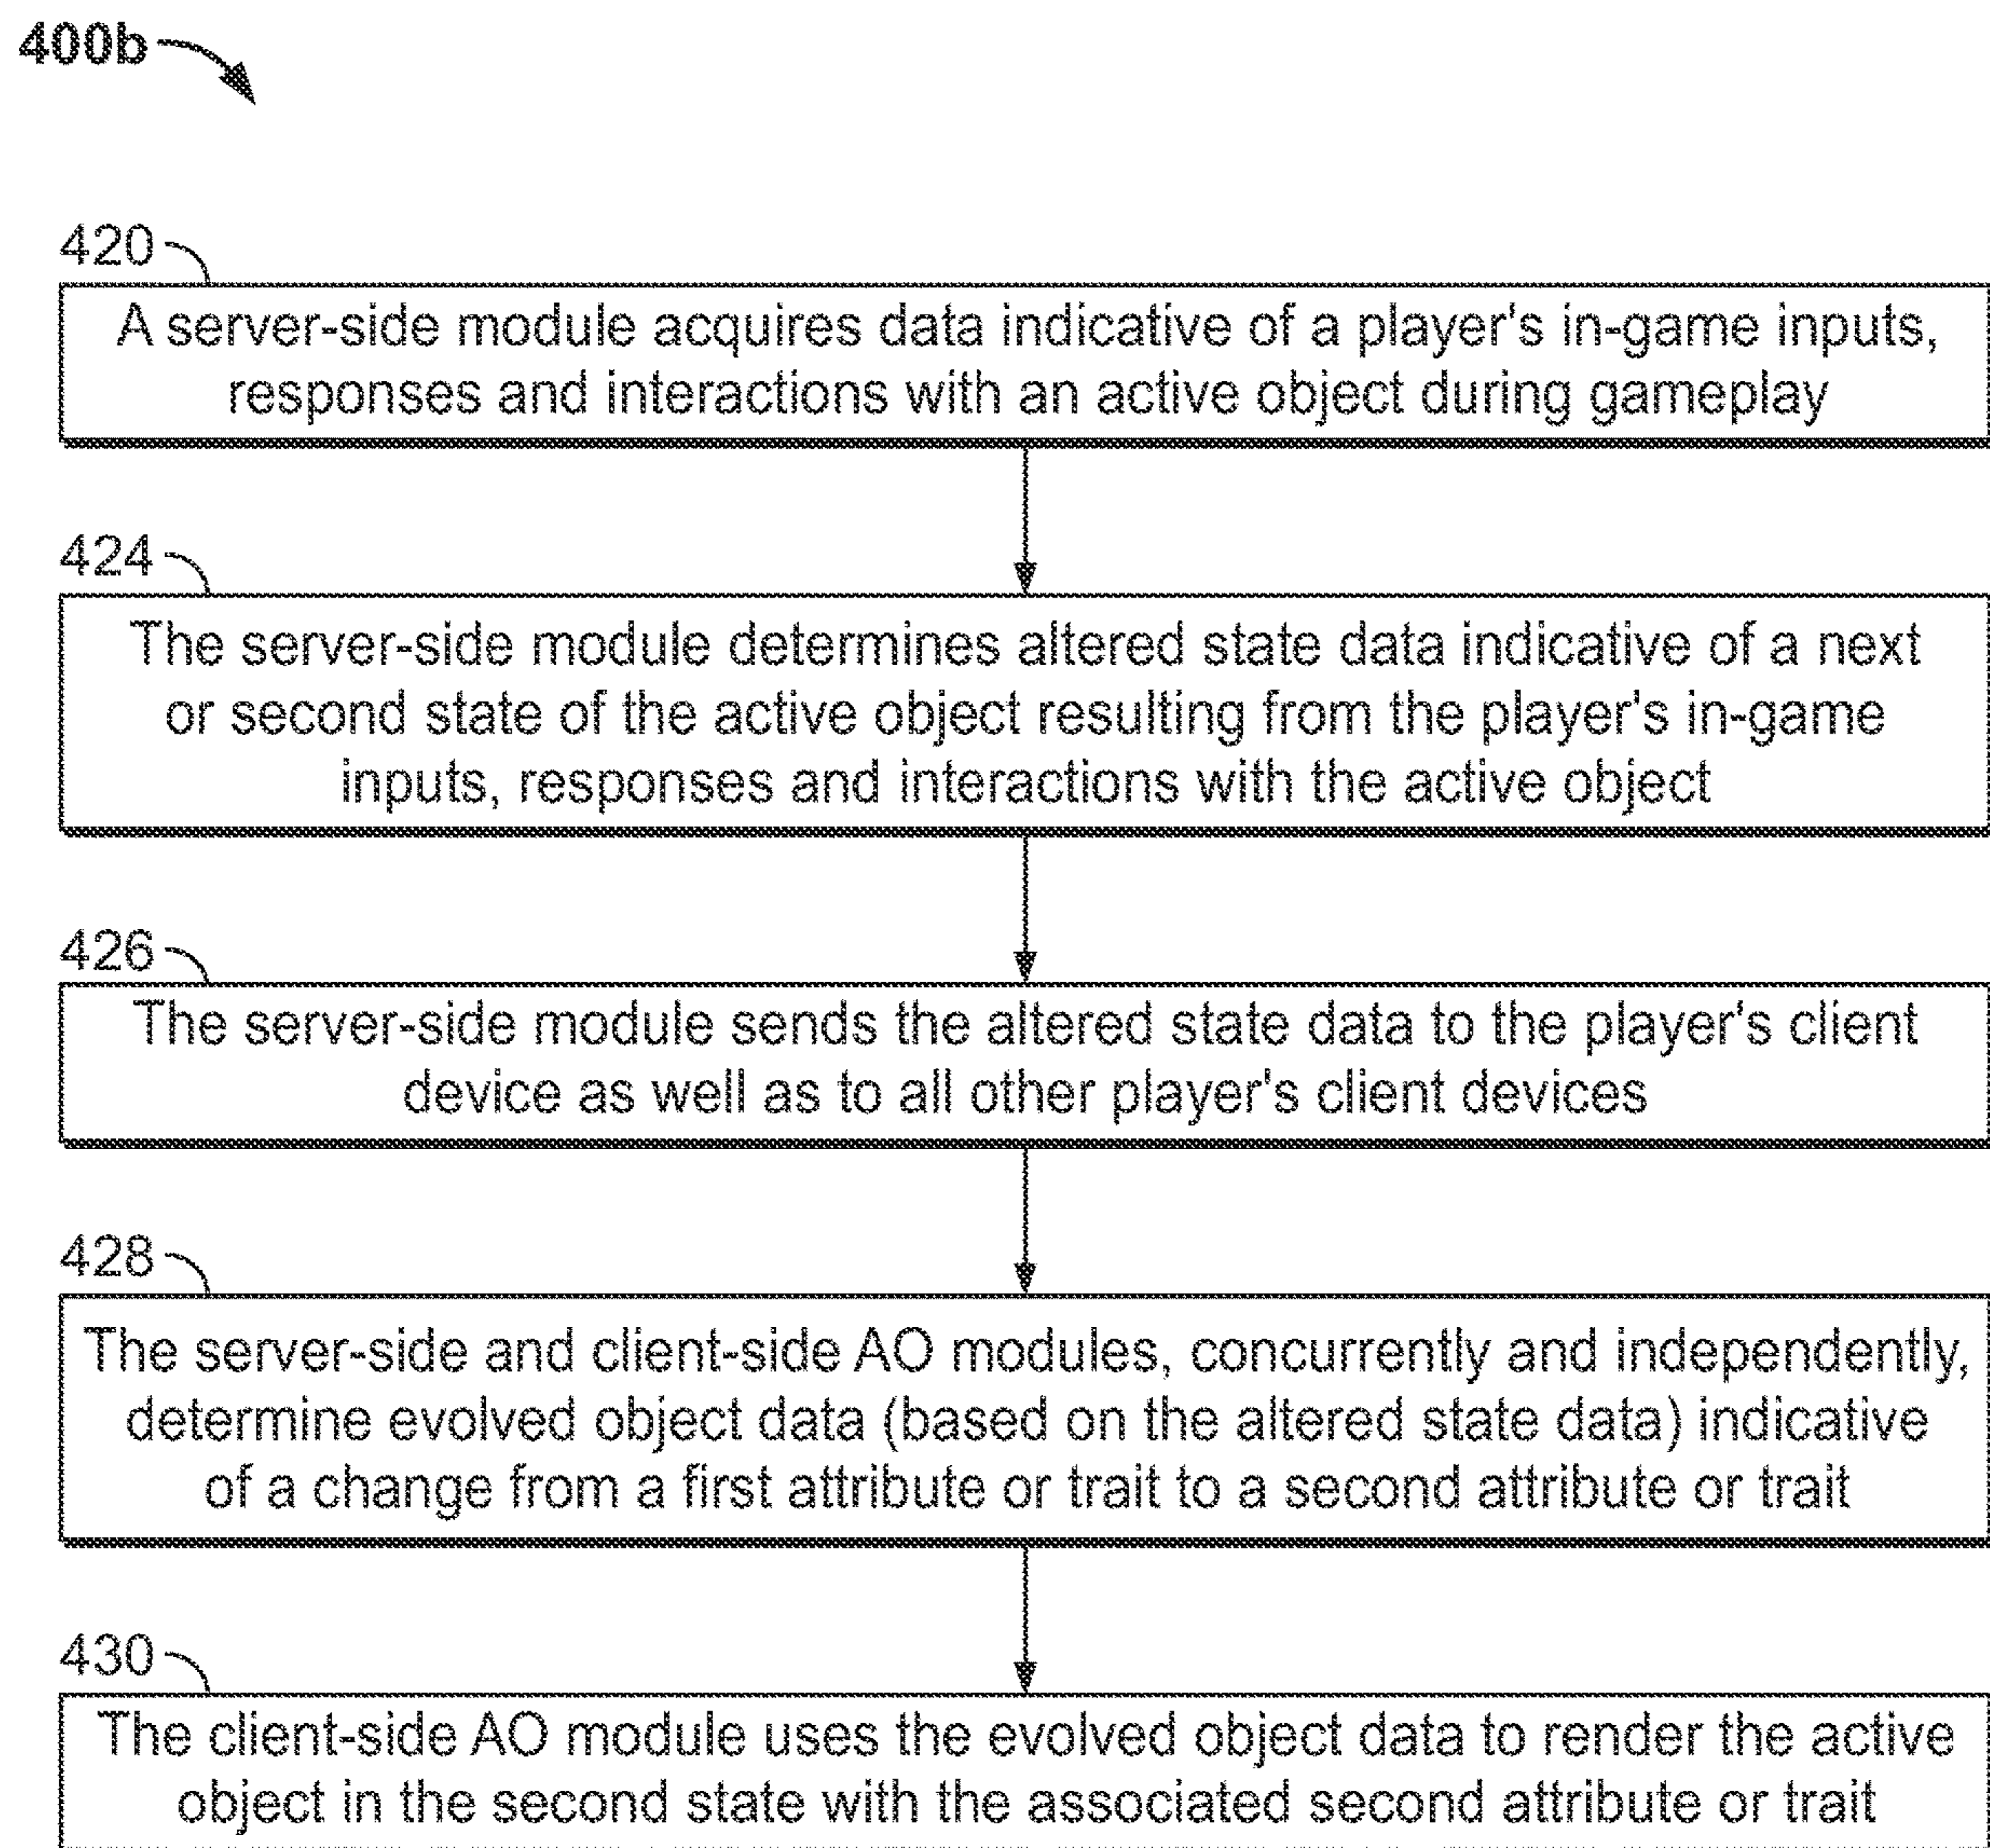 400b
420
A server-side module acquires data indicative of a player's in-game inputs,
responses and interactions with an active object during gameplay
424
The server-side module determines altered state data indicative of a next
or second state of the active object resulting from the player's in-game
inputs, responses and interactions with the active object
426
The server-side module sends the altered state data to the player's client
device as well as to all other player's client devices
428
The server-side and client-side AO modules, concurrently and independently,
determine evolved object data (based on the altered state data) indicative
of a change from a first attribute or trait to a second attribute or trait
430
The client-side AO module uses the evolved object data to render the active
object in the second state with the associated second attribute or trait